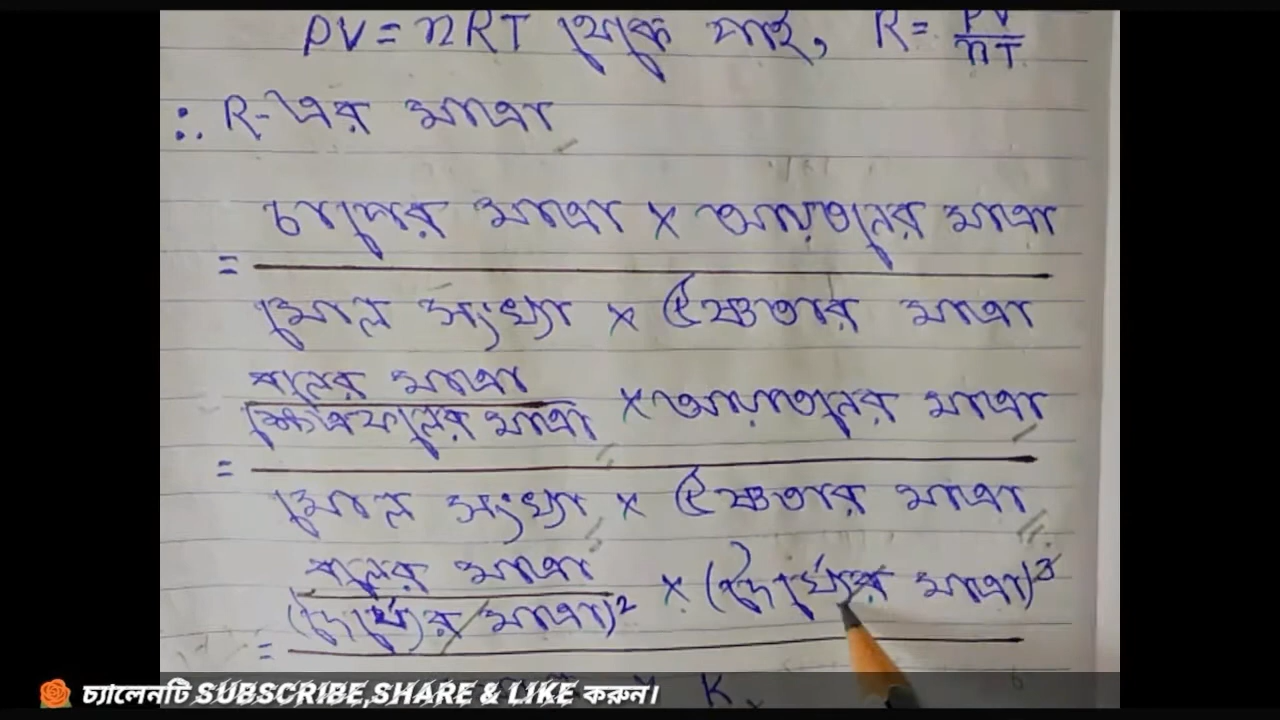 PV = nRT থেকে পাই, R = PV/nT
∴ R-এর মাত্রা
= চাপের মাত্রা × আয়তনের মাত্রা
মোল সংখ্যা × উষ্ণতার মাত্রা
বলের মাত্রা
ক্ষেত্রফলের মাত্রা × আয়তনের মাত্রা
=
মোল সংখ্যা × উষ্ণতার মাত্রা
বলের মাত্রা
(দৈর্ঘ্যের মাত্রা)² × (দৈর্ঘ্যের মাত্রা)³
=
K
চ্যালেনটি SUBSCRIBE,SHARE & LIKE করুন।